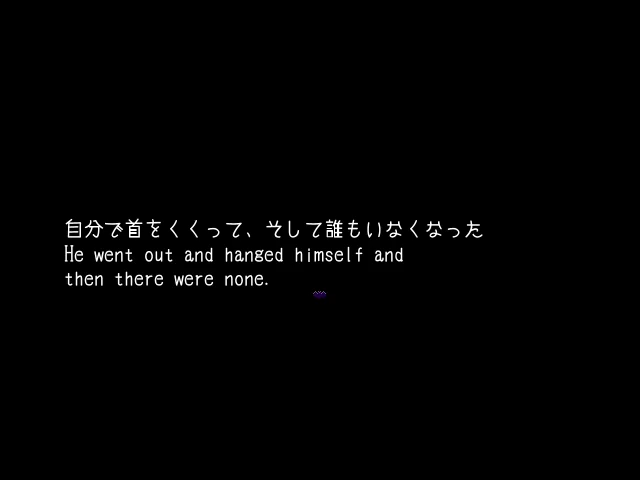 自分で首をくくって、そして誰もいなくなった
He went out and hanged himself and
then there were none.